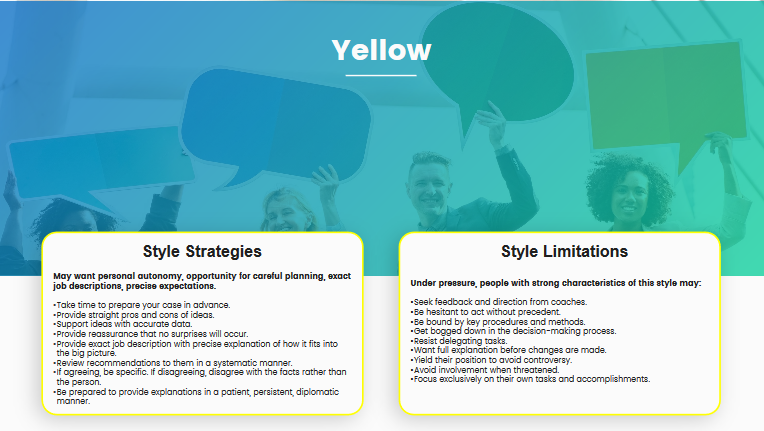 Yellow
Style Strategies
May want personal autonomy, opportunity for careful planning, exact
job descriptions, precise expectations.
•Take time to prepare your case in advance.
•Provide straight pros and cons of ideas.
•Support ideas with accurate data.
•Provide reassurance that no surprises will occur.
•Provide exact job description with precise explanation of how it fits into
the big picture.
•Review recommendations to them in a systematic manner.
•If agreeing, be specific. If disagreeing, disagree with the facts rather than
the person.
•Be prepared to provide explanations in a patient, persistent, diplomatic
manner.
Style Limitations
Under pressure, people with strong characteristics of this style may:
•Seek feedback and direction from coaches.
•Be hesitant to act without precedent.
•Be bound by key procedures and methods.
•Get bogged down in the decision-making process.
•Resist delegating tasks.
•Want full explanation before changes are made.
•Yield their position to avoid controversy.
•Avoid involvement when threatened.
•Focus exclusively on their own tasks and accomplishments.